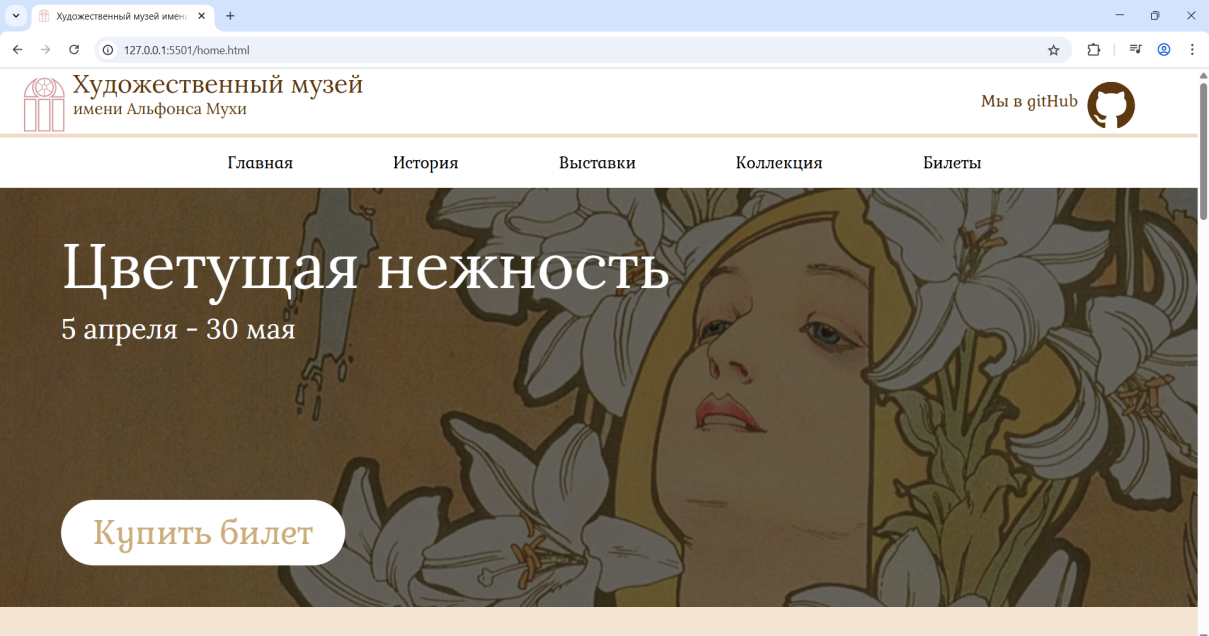 Художественный музей имени
127.0.0.1:5501/home.html
Художественный музей
имени Альфонса Мухи
Мы в gitHub
Главная История Выставки Коллекция Билеты
Цветущая нежность
5 апреля - 30 мая
Купить билет